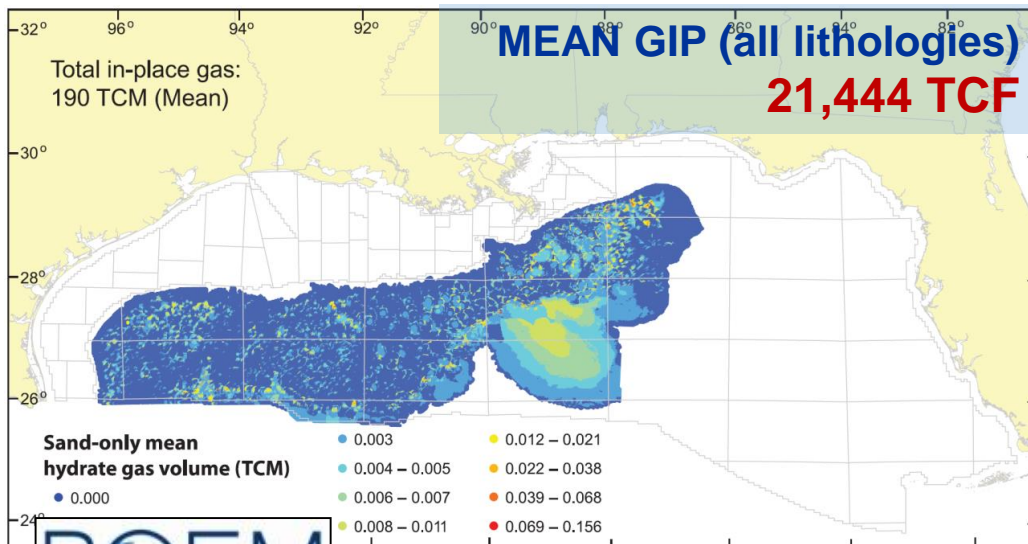 96° 94° 92° 90° 88° 86° 84° 82°
32°
MEAN GIP (all lithologies)
21,444 TCF
Total in-place gas:
190 TCM (Mean)
30°
28°
26°
Sand-only mean
hydrate gas volume (TCM)
0.000
0.003
0.004 – 0.005
0.006 – 0.007
0.008 – 0.011
0.012 – 0.021
0.022 – 0.038
0.039 – 0.068
0.069 – 0.156
24°
BOEM